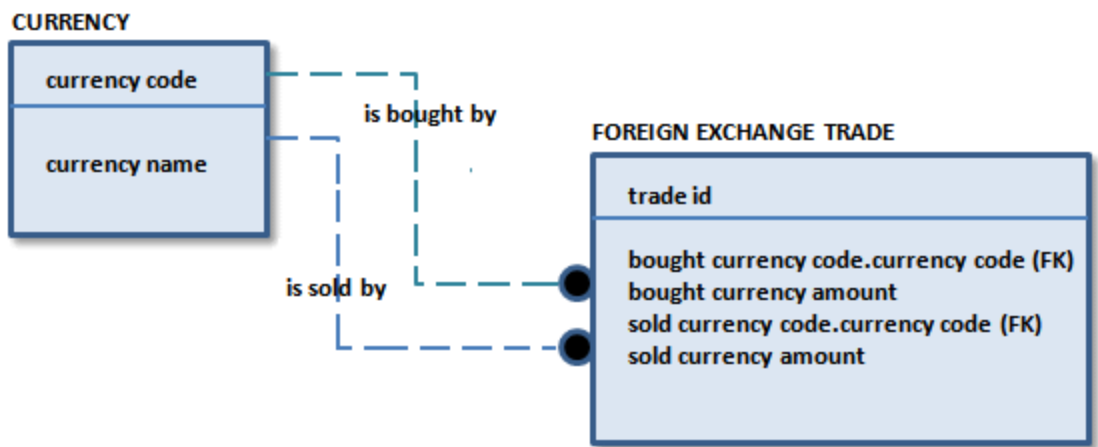 CURRENCY
currency code
currency name
is bought by
is sold by
FOREIGN EXCHANGE TRADE
trade id
bought currency code.currency code (FK)
bought currency amount
sold currency code.currency code (FK)
sold currency amount